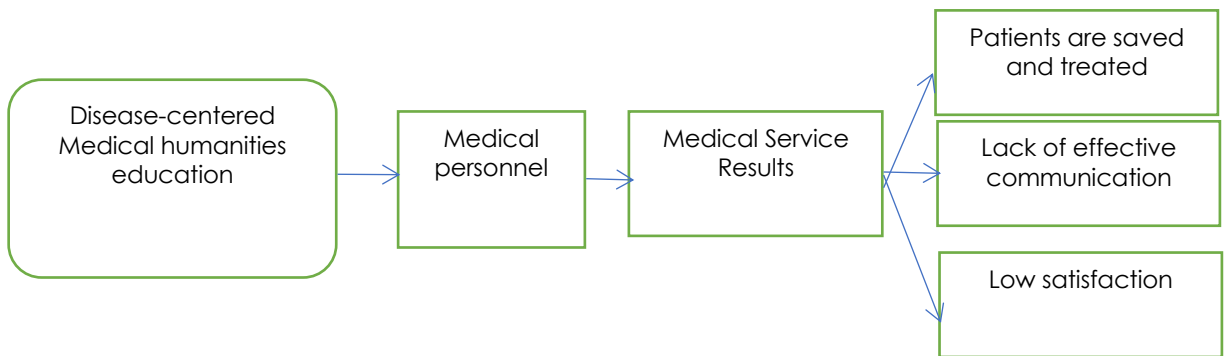 Disease-centered
Medical humanities
education
Medical
personnel
Medical Service
Results
Patients are saved
and treated
Lack of effective
communication
Low satisfaction